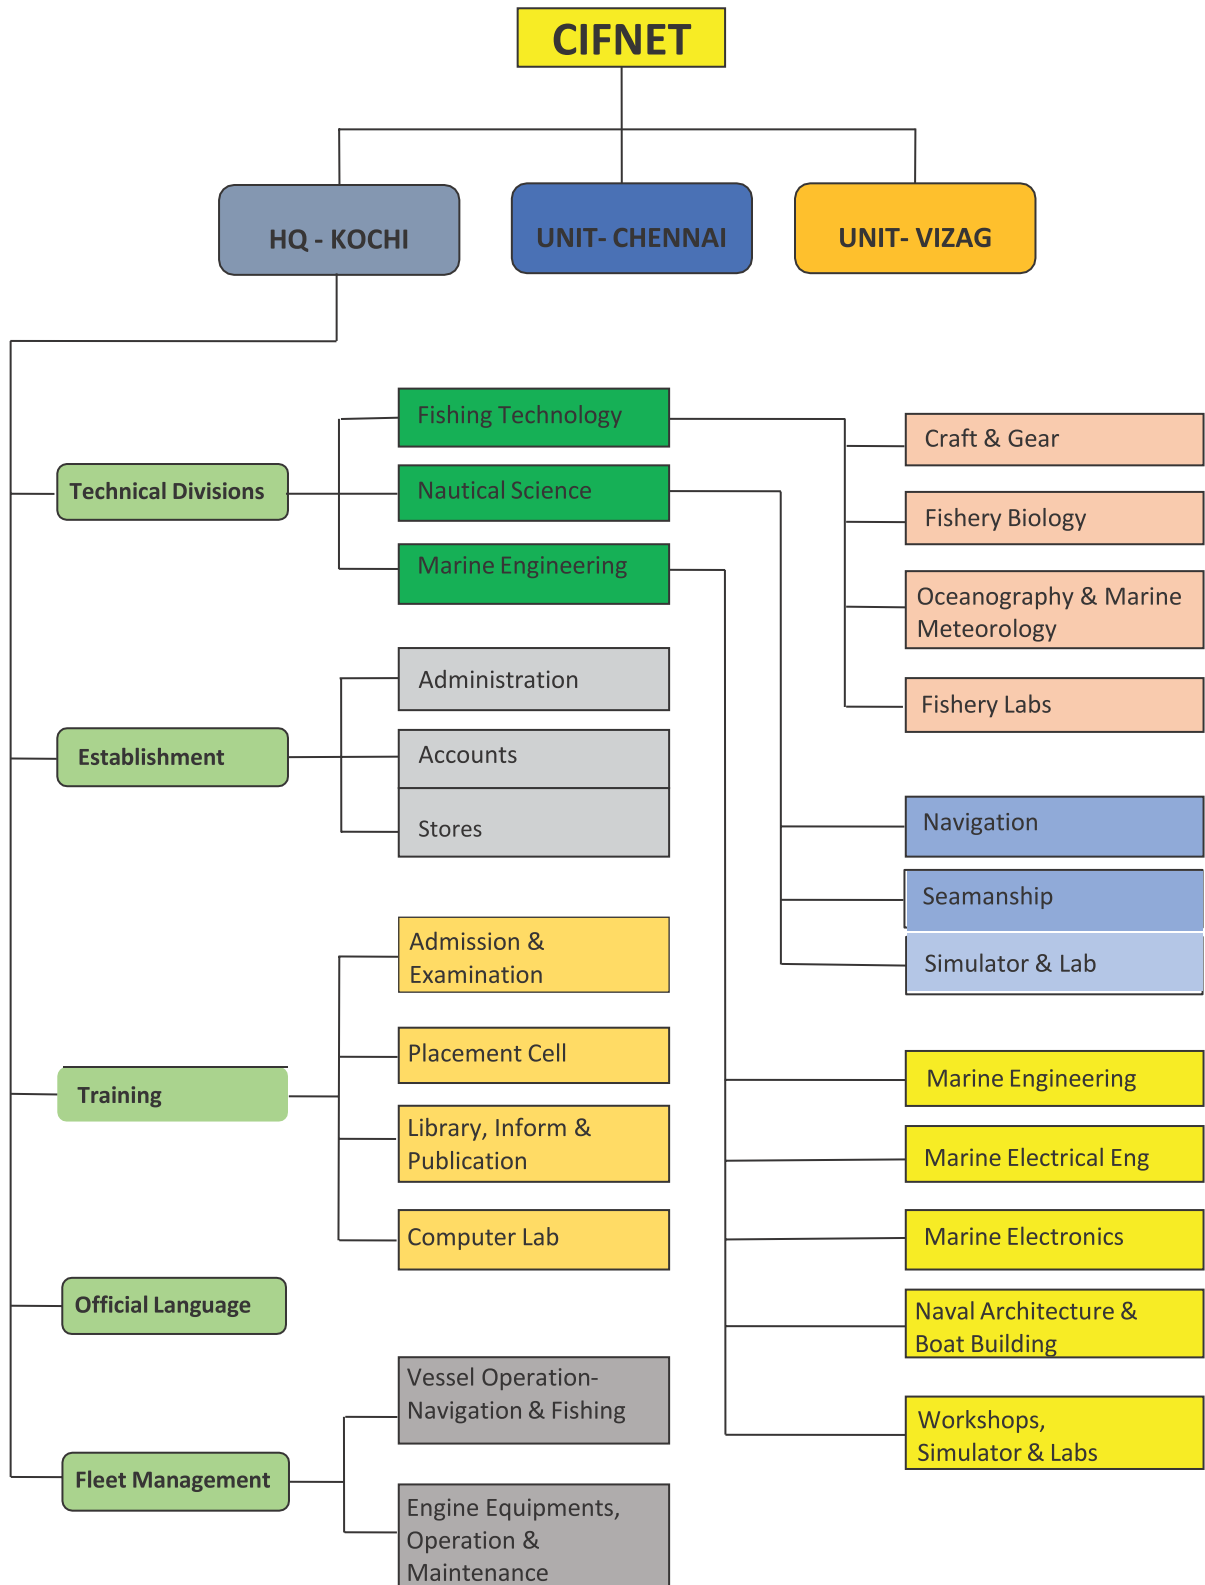 CIFNET
HQ - KOCHI
UNIT- CHENNAI
UNIT- VIZAG
Technical Divisions
Fishing Technology
Nautical Science
Marine Engineering
Craft & Gear
Fishery Biology
Oceanography & Marine
Meteorology
Fishery Labs
Establishment
Administration
Accounts
Stores
Navigation
Seamanship
Simulator & Lab
Training
Admission &
Examination
Placement Cell
Library, Inform &
Publication
Computer Lab
Marine Engineering
Marine Electrical Eng
Marine Electronics
Naval Architecture &
Boat Building
Workshops,
Simulator & Labs
Official Language
Fleet Management
Vessel Operation-
Navigation & Fishing
Engine Equipments,
Operation &
Maintenance